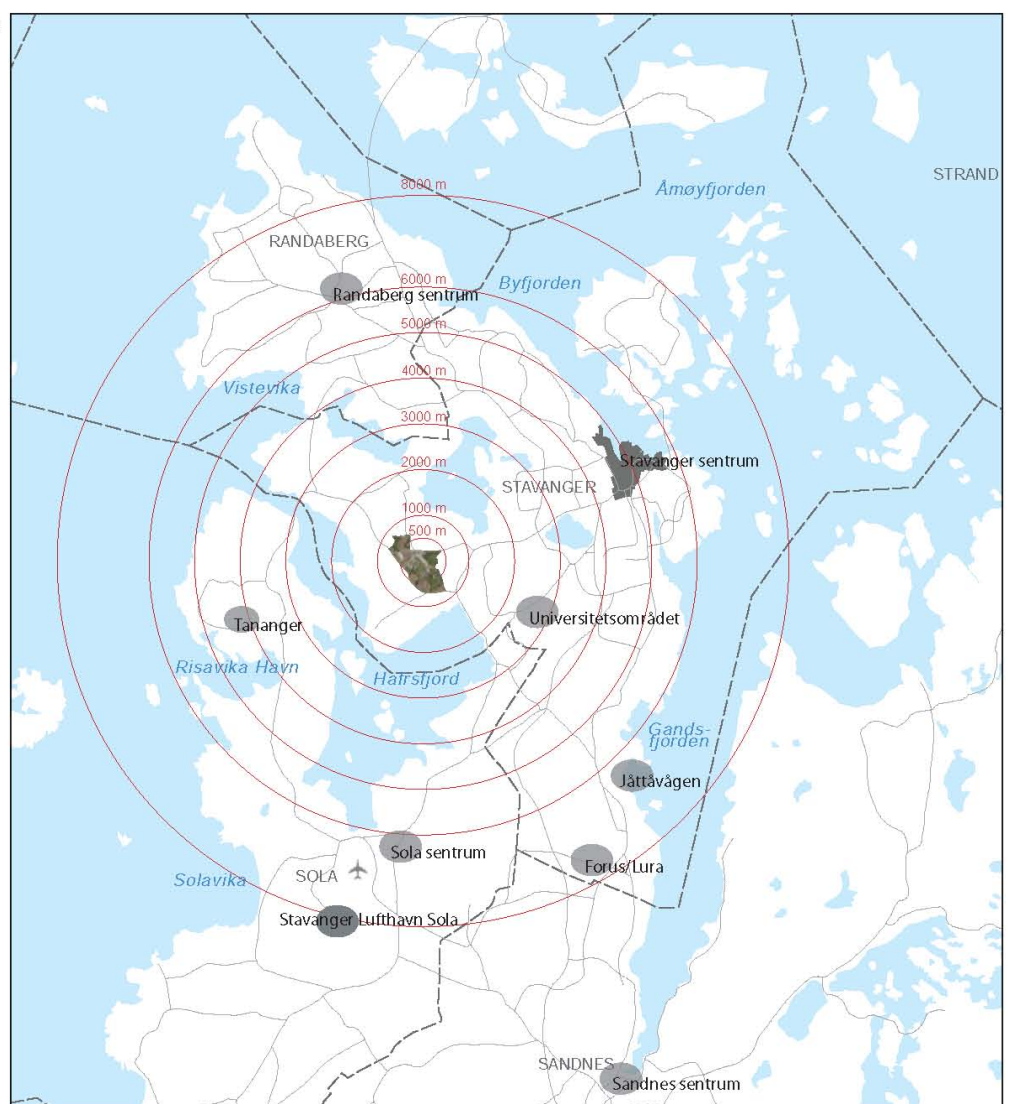 STRAND
8000 m
Åmøyfjorden
RANDABERG
6000 m
Byfjorden
Randaberg sentrum
5000 m
4000 m
Vistevika
3000 m
2000 m
Stavanger sentrum
STAVANGER
1000 m
500 m
Tananger
Universitetsområdet
Risavika Havn
Hafrsfjord
Gands-
fjorden
Jåttåvågen
Sola sentrum
Forus/Lura
SOLA
Solavika
Stavanger Lufthavn Sola
SANDNES
Sandnes sentrum